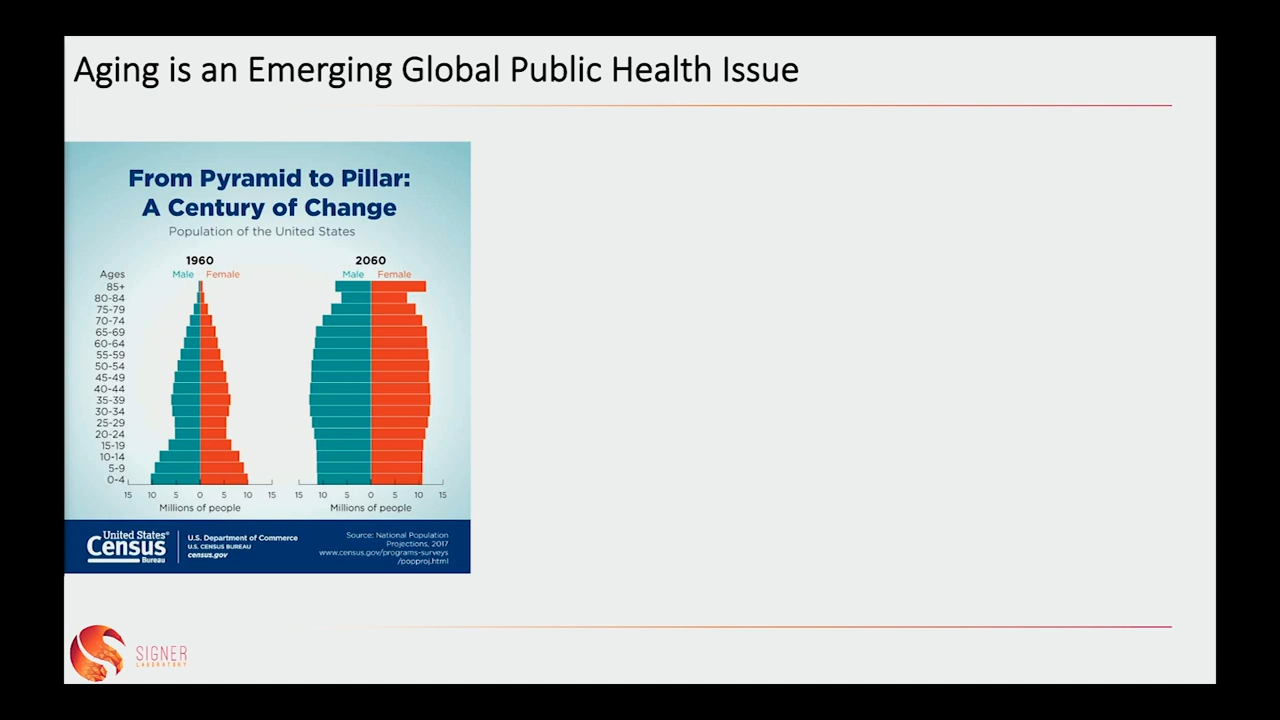 Aging is an Emerging Global Public Health Issue
From Pyramid to Pillar:
A Century of Change
Population of the United States
1960
Male Female
2060
Male Female
Ages
85+
80-84
75-79
70-74
65-69
60-64
55-59
50-54
45-49
40-44
35-39
30-34
25-29
20-24
15-19
10-14
5-9
0-4
15 10 5 0 5 10 15
Millions of people
15 10 5 0 5 10 15
Millions of people
United States®
Census
Bureau
U.S. Department of Commerce
U.S. CENSUS BUREAU
census.gov
Source: National Population
Projections, 2017
www.census.gov/programs-surveys
/popproj.html
SIGNER
LABORATORY